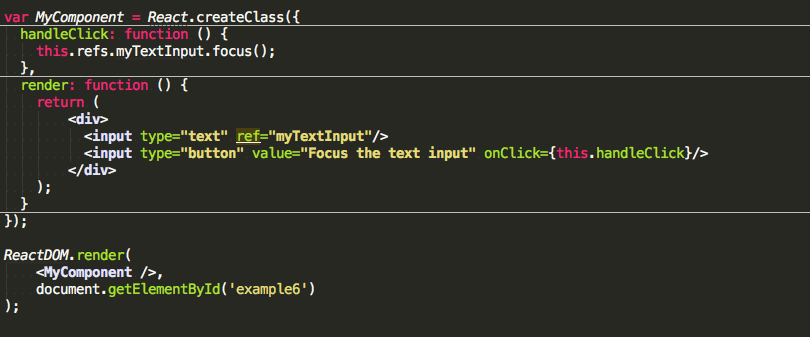 var MyComponent = React.createClass({
  handleClick: function () {
    this.refs.myTextInput.focus();
  },
  render: function () {
    return (
        <div>
          <input type="text" ref="myTextInput"/>
          <input type="button" value="Focus the text input" onClick={this.handleClick}/>
        </div>
    );
  }
});

ReactDOM.render(
    <MyComponent />,
    document.getElementById('example6')
);